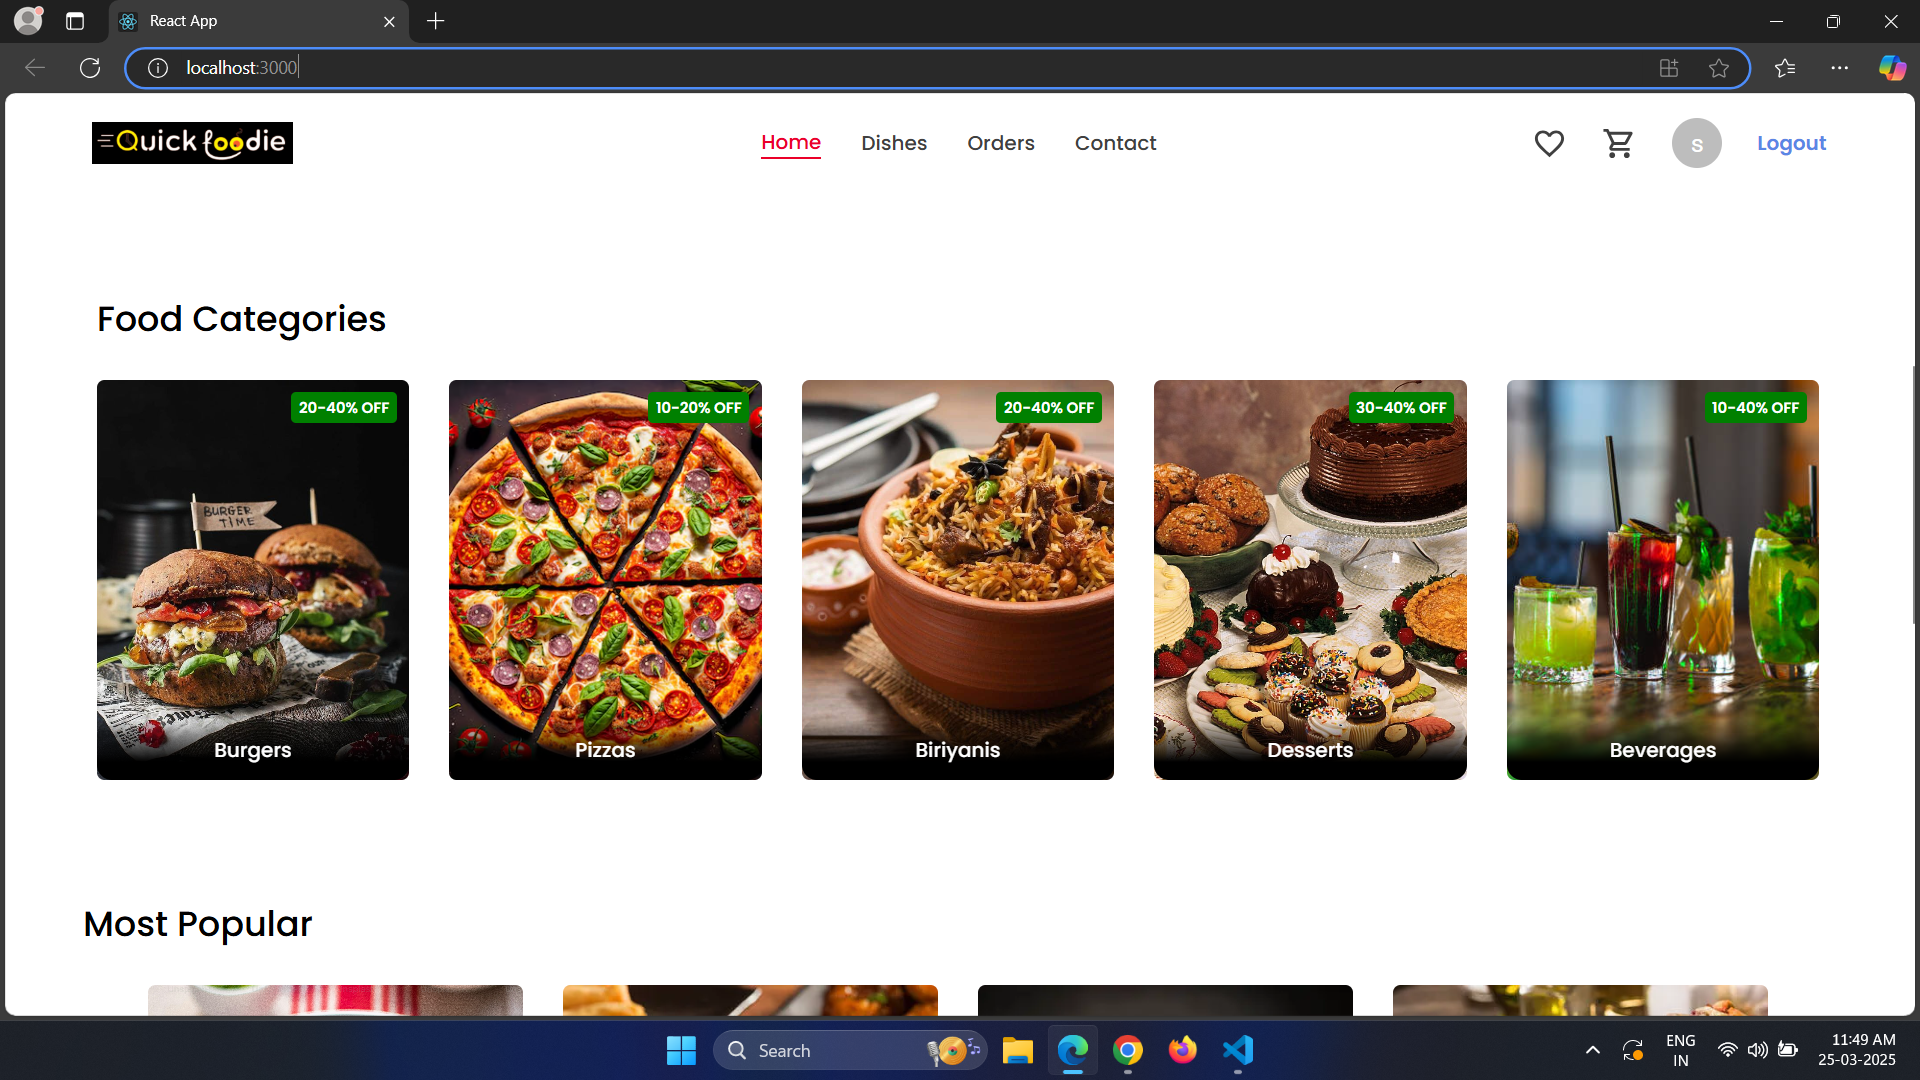 React App
localhost:3000
Quick foodie
Home
Dishes
Orders
Contact
S
Logout
Food Categories
20-40% OFF
10-20% OFF
20-40% OFF
30-40% OFF
10-40% OFF
BURGER
TIME
Burgers
Pizzas
Biriyanis
Desserts
Beverages
Most Popular
Search
ENG
IN
11:49 AM
25-03-2025